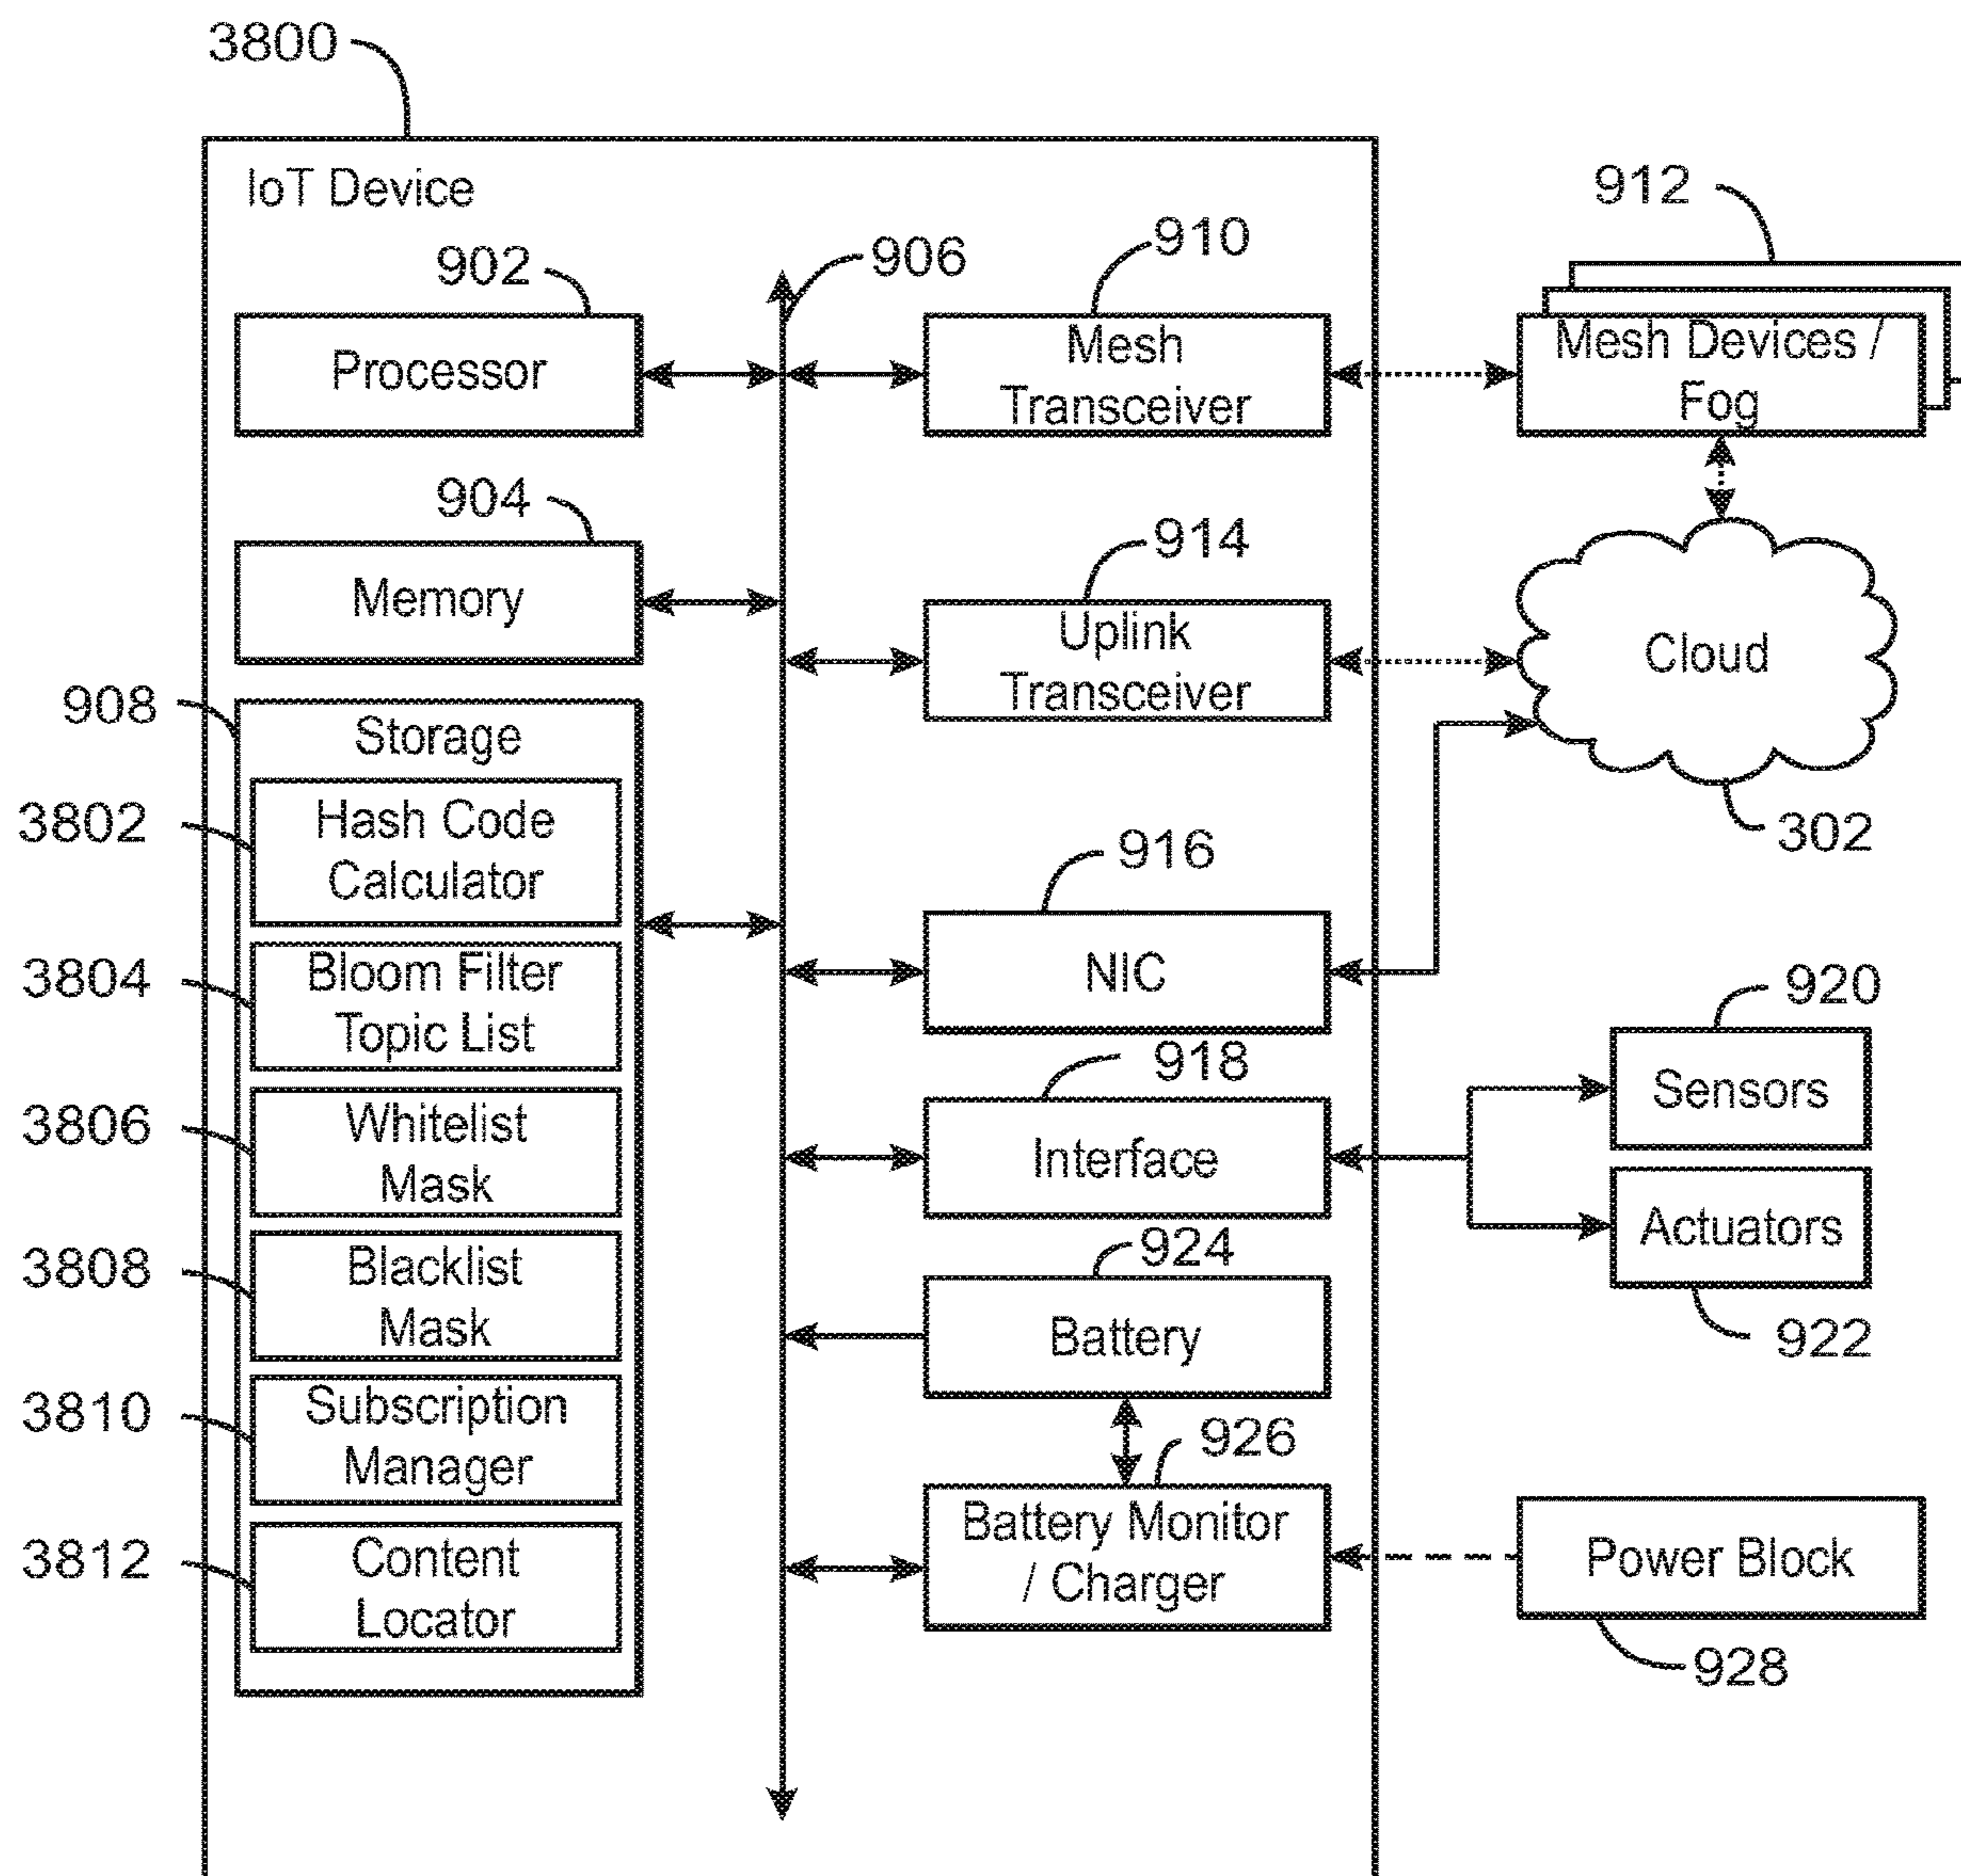 3800
IoT Device
912
902
906
910
Processor
Mesh
Transceiver
Mesh Devices /
Fog
904
914
Memory
Uplink
Transceiver
Cloud
908
Storage
302
3802
Hash Code
Calculator
916
3804
Bloom Filter
Topic List
NIC
920
918
Sensors
3806
Whitelist
Mask
Interface
Actuators
924
922
3808
Blacklist
Mask
Battery
3810
Subscription
Manager
926
Battery Monitor
/ Charger
Power Block
3812
Content
Locator
928